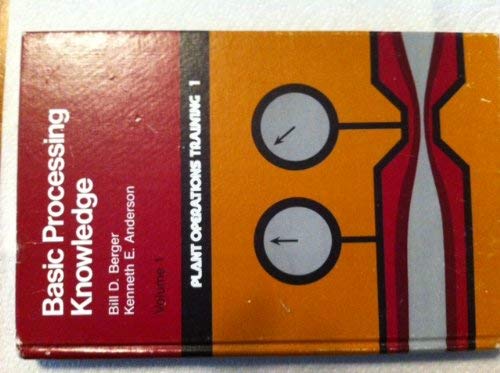 Basic Processing
Knowledge
Bill D. Berger
Kenneth E. Anderson
Volume 1
PLANT OPERATIONS TRAINING 1